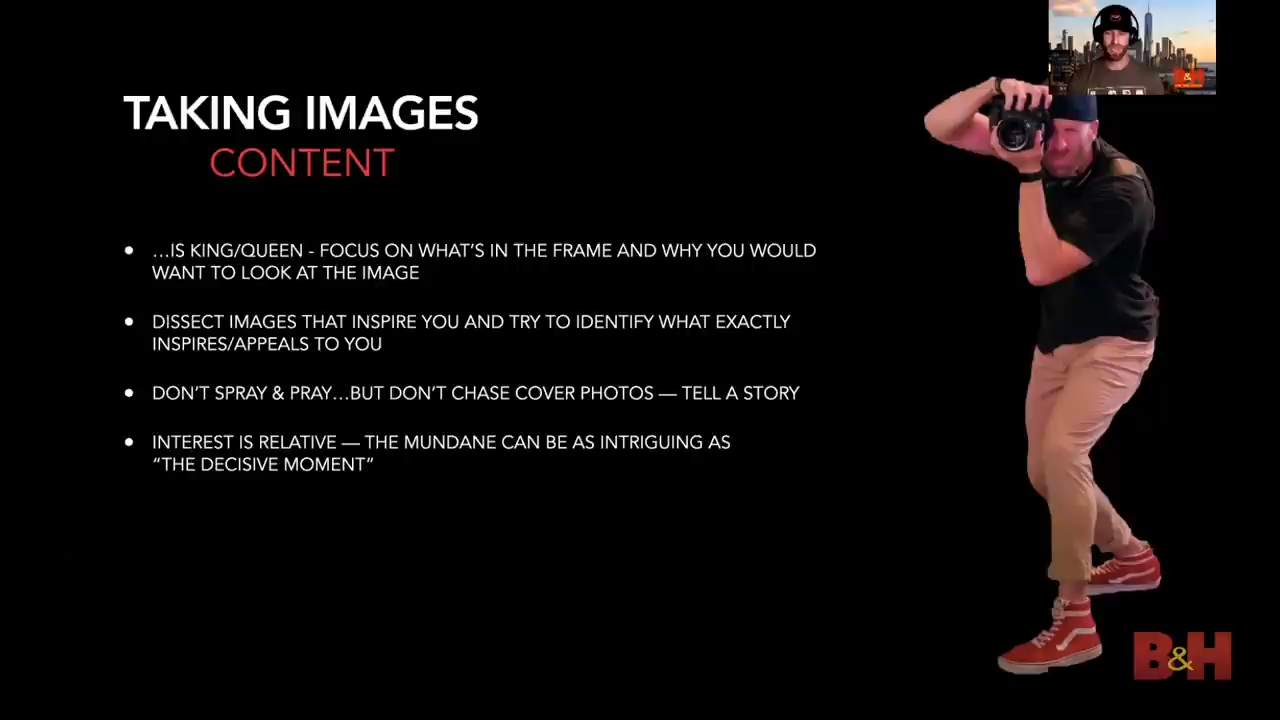 TAKING IMAGES
CONTENT
• …IS KING/QUEEN - FOCUS ON WHAT'S IN THE FRAME AND WHY YOU WOULD
WANT TO LOOK AT THE IMAGE
• DISSECT IMAGES THAT INSPIRE YOU AND TRY TO IDENTIFY WHAT EXACTLY
INSPIRES/APPEALS TO YOU
• DON'T SPRAY & PRAY…BUT DON'T CHASE COVER PHOTOS — TELL A STORY
• INTEREST IS RELATIVE — THE MUNDANE CAN BE AS INTRIGUING AS
"THE DECISIVE MOMENT"
B&H
B&H